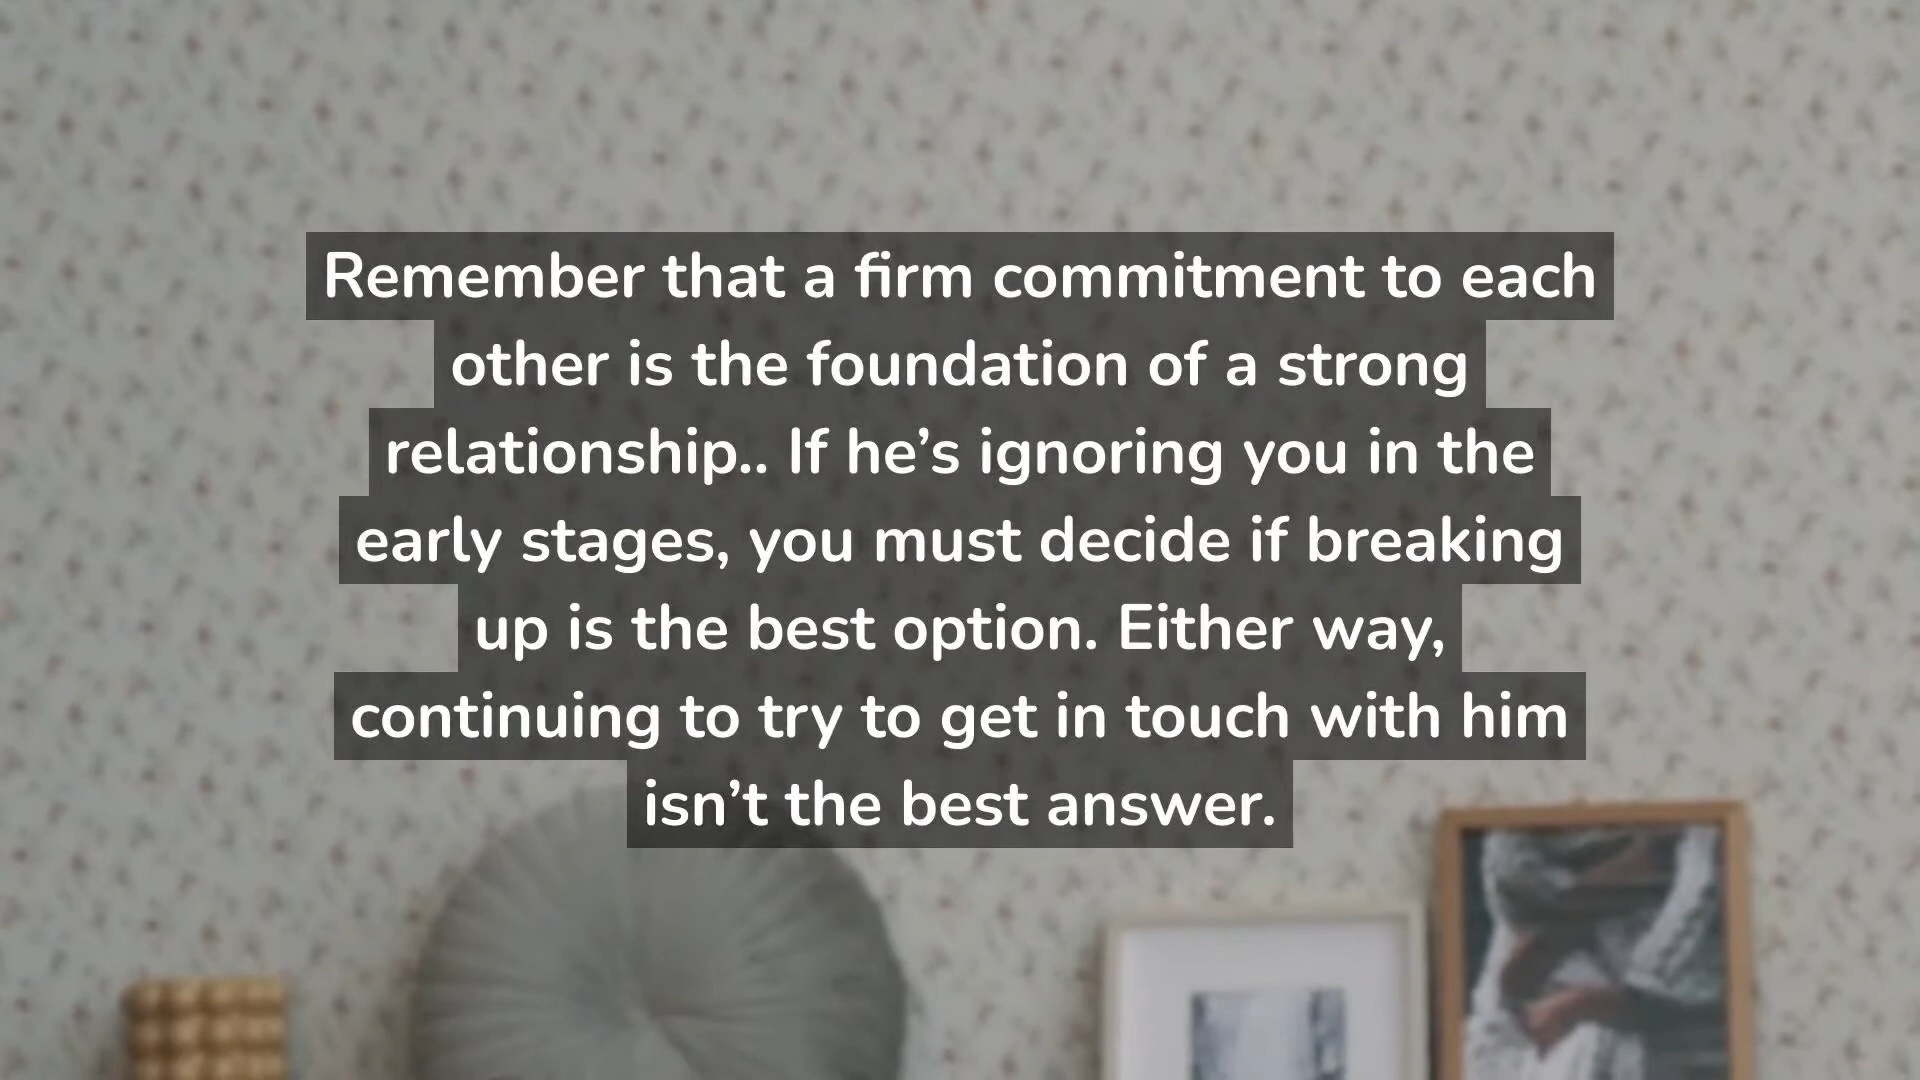 Remember that a firm commitment to each
other is the foundation of a strong
relationship.. If he’s ignoring you in the
early stages, you must decide if breaking
up is the best option. Either way,
continuing to try to get in touch with him
isn’t the best answer.